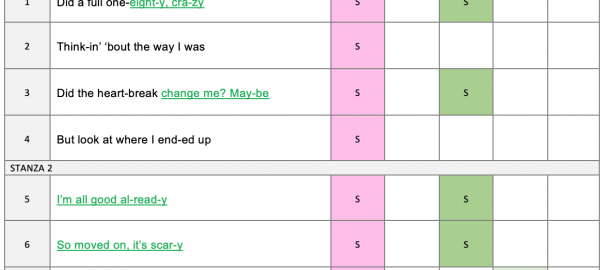 1 Did a full one-eight-y, cra-zy S S
2 Think-in’ ‘bout the way I was S
3 Did the heart-break change me? May-be S S
4 But look at where I end-ed up S
STANZA 2
5 I’m all good al-read-y S S
6 So moved on, it’s scar-y S S